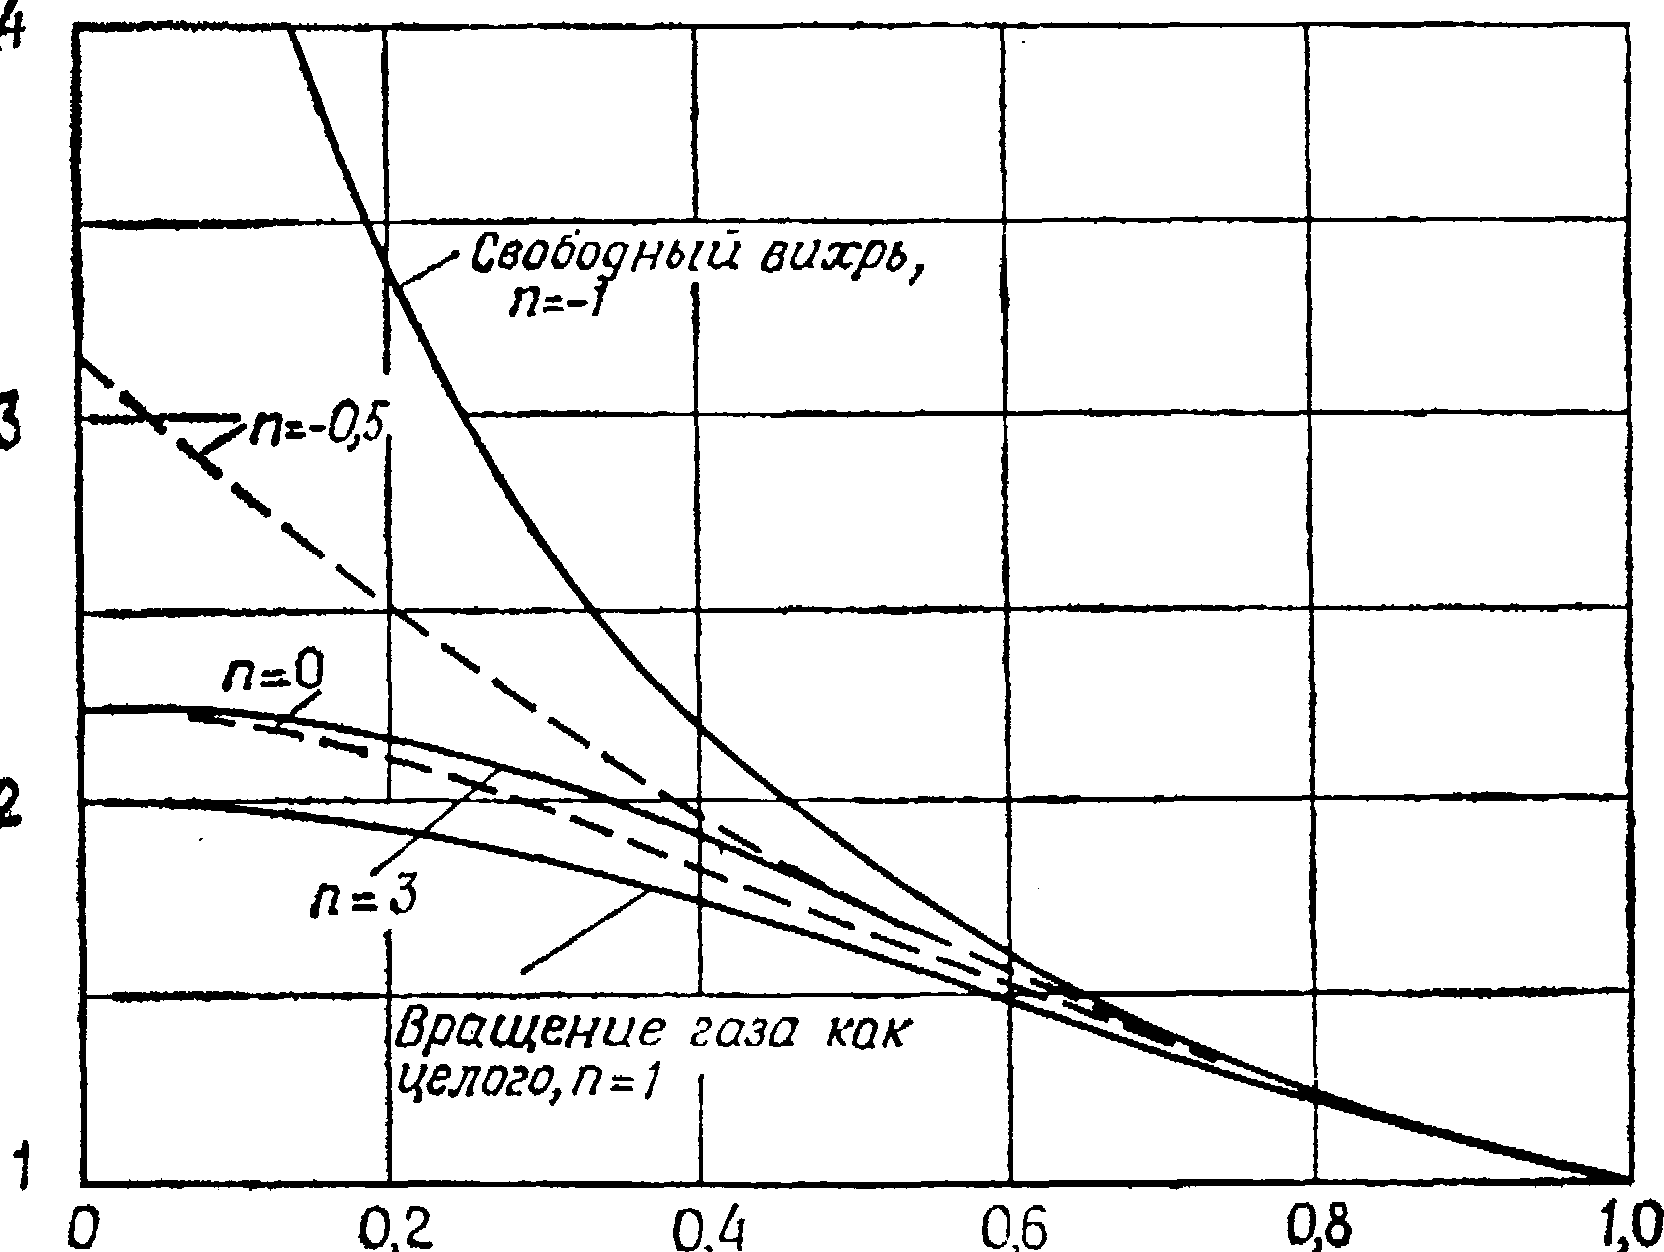 4
Свободный вихрь,
n=-1
3
n=-0,5
n=0
2
n=3
Вращение газа как
целого, n=1
1
0 0,2 0,4 0,6 0,8 1,0